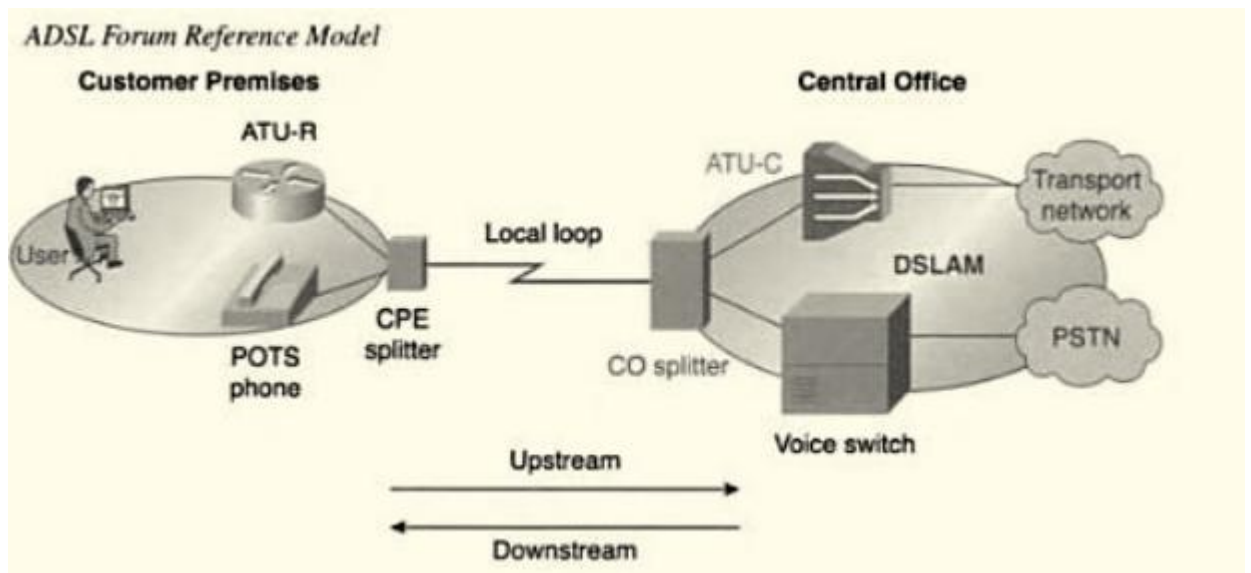 ADSL Forum Reference Model
Customer Premises
Central Office
ATU-R
ATU-C
Transport
network
User
Local loop
DSLAM
CPE
splitter
PSTN
POTS
phone
CO splitter
Voice switch
Upstream
Downstream